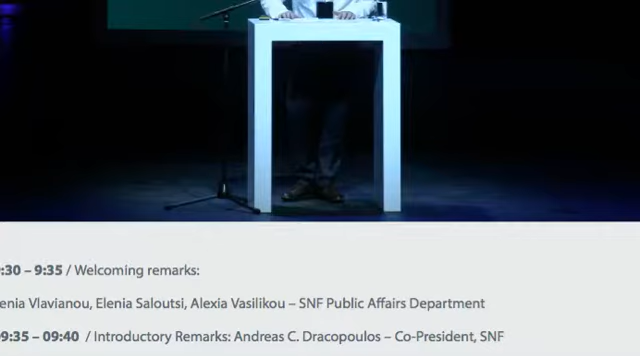 :30 – 9:35 / Welcoming remarks:
enia Vlavianou, Elenia Saloutsi, Alexia Vasilikou – SNF Public Affairs Department
9:35 – 09:40 / Introductory Remarks: Andreas C. Dracopoulos – Co-President, SNF